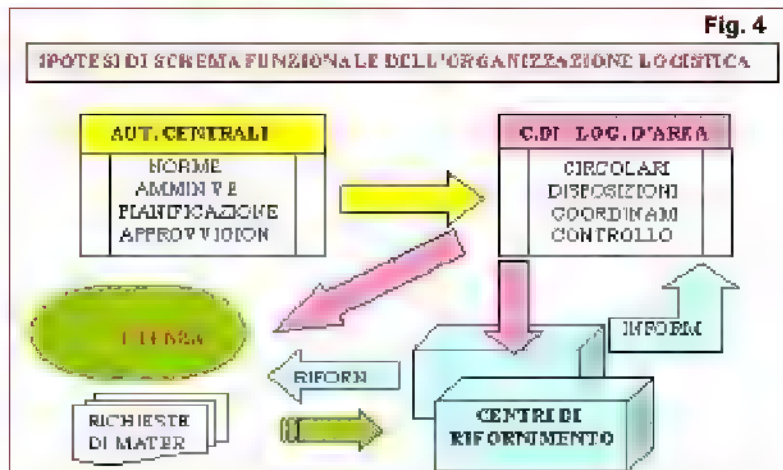 Fig. 4
IPOTESI DI SCHEMA FUNZIONALE DELL'ORGANIZZAZIONE LOGISTICA
AUT. CENTRALI
NORME
AMMIN VE
PIANIFICAZIONE
APPROVVIGION
C.DI LOG. D'AREA
CIRCOLARI
DISPOSIZIONI
COORDINAM
CONTROLLO
UTENZA
RIFORN
INFORM
RICHIESTE
DI MATER
CENTRI DI
RIFORNIMENTO